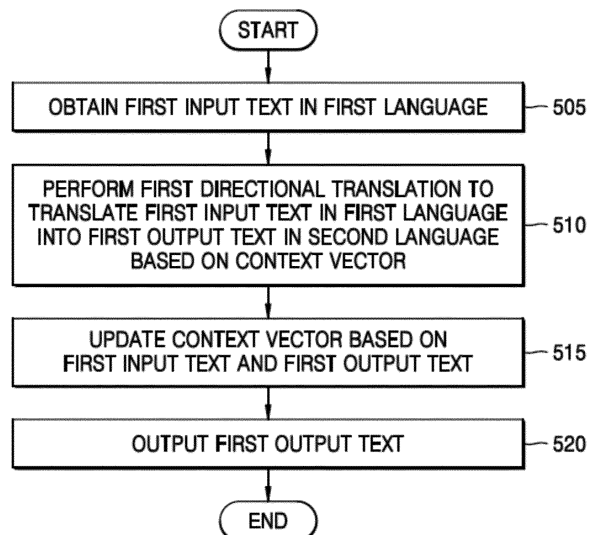 START
OBTAIN FIRST INPUT TEXT IN FIRST LANGUAGE
505
PERFORM FIRST DIRECTIONAL TRANSLATION TO
TRANSLATE FIRST INPUT TEXT IN FIRST LANGUAGE
INTO FIRST OUTPUT TEXT IN SECOND LANGUAGE
BASED ON CONTEXT VECTOR
510
UPDATE CONTEXT VECTOR BASED ON
FIRST INPUT TEXT AND FIRST OUTPUT TEXT
515
OUTPUT FIRST OUTPUT TEXT
520
END